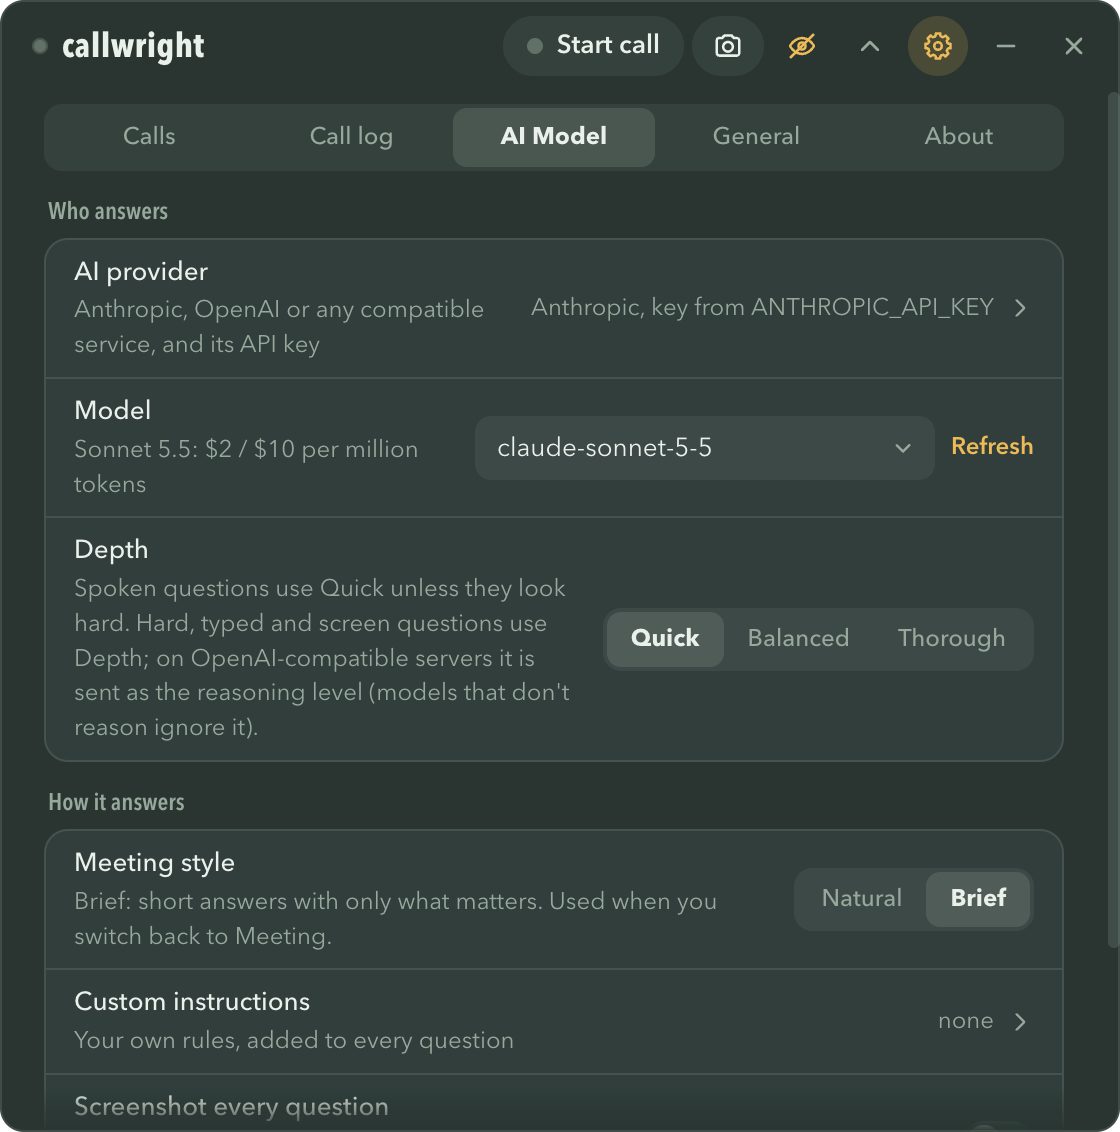 callwright
Start call
Calls
Call log
AI Model
General
About
Who answers
AI provider
Anthropic, OpenAI or any compatible
service, and its API key
Anthropic, key from ANTHROPIC_API_KEY
Model
Sonnet 5.5: $2 / $10 per million
tokens
claude-sonnet-5-5
Refresh
Depth
Spoken questions use Quick unless they look
hard. Hard, typed and screen questions use
Depth; on OpenAI-compatible servers it is
sent as the reasoning level (models that don't
reason ignore it).
Quick
Balanced
Thorough
How it answers
Meeting style
Brief: short answers with only what matters. Used when you
switch back to Meeting.
Natural
Brief
Custom instructions
Your own rules, added to every question
none
Screenshot every question